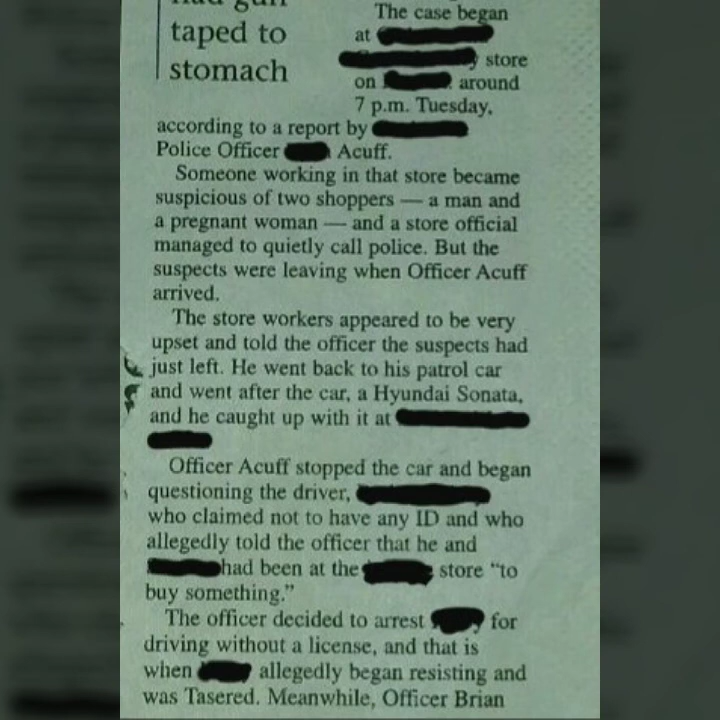 taped to
stomach
The case began
at
store
on around
7 p.m. Tuesday,
according to a report by
Police Officer Acuff.
Someone working in that store became
suspicious of two shoppers — a man and
a pregnant woman — and a store official
managed to quietly call police. But the
suspects were leaving when Officer Acuff
arrived.
The store workers appeared to be very
upset and told the officer the suspects had
just left. He went back to his patrol car
and went after the car, a Hyundai Sonata,
and he caught up with it at
Officer Acuff stopped the car and began
questioning the driver,
who claimed not to have any ID and who
allegedly told the officer that he and
had been at the store “to
buy something.”
The officer decided to arrest for
driving without a license, and that is
when allegedly began resisting and
was Tasered. Meanwhile, Officer Brian